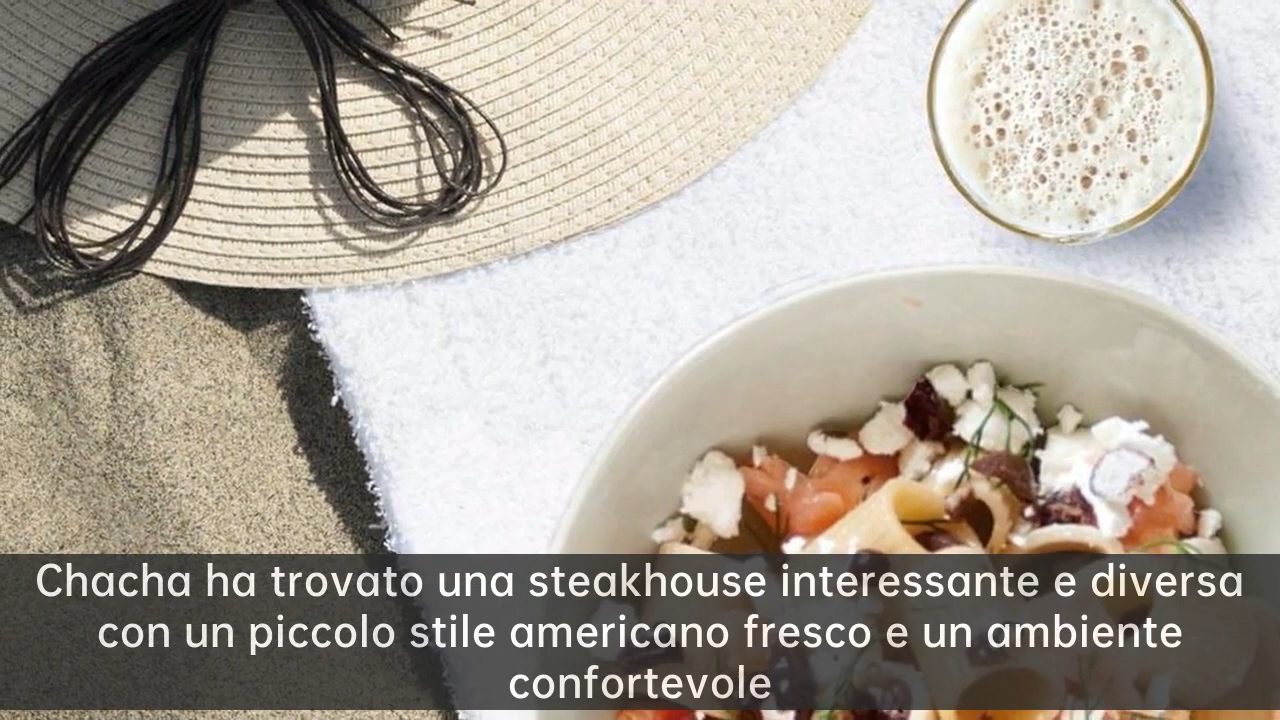 Chacha ha trovato una steakhouse interessante e diversa
con un piccolo stile americano fresco e un ambiente
confortevole